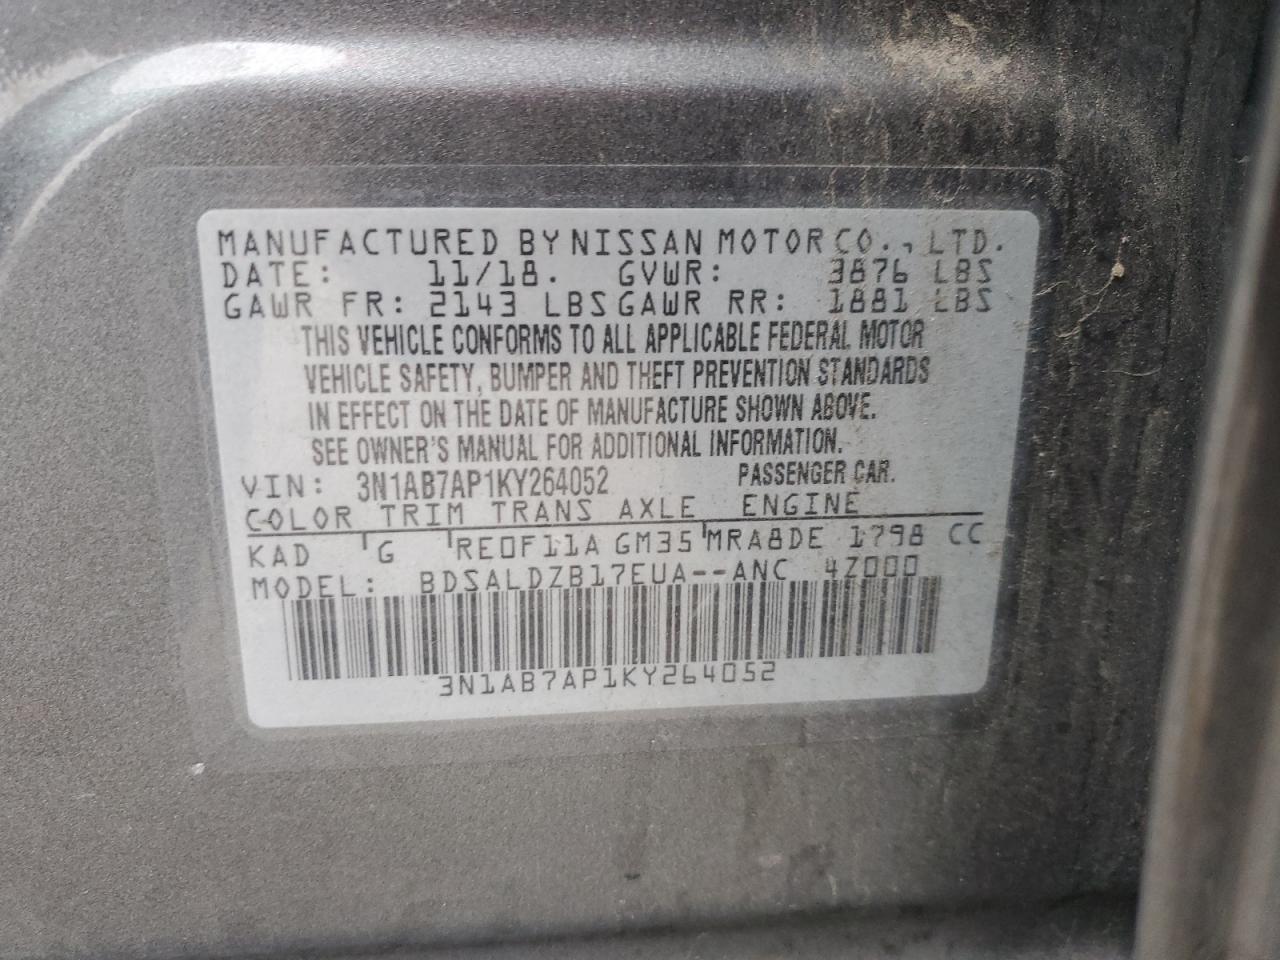 MANUFACTURED BY NISSAN MOTOR CO., LTD.
DATE: 11/18. GVWR: 3876 LBS
GAWR FR: 2143 LBS GAWR RR: 1881 LBS
THIS VEHICLE CONFORMS TO ALL APPLICABLE FEDERAL MOTOR
VEHICLE SAFETY, BUMPER AND THEFT PREVENTION STANDARDS
IN EFFECT ON THE DATE OF MANUFACTURE SHOWN ABOVE.
SEE OWNER'S MANUAL FOR ADDITIONAL INFORMATION.
VIN: 3N1AB7AP1KY264052 PASSENGER CAR.
COLOR TRIM TRANS AXLE ENGINE
KAD G RE0F11A GM35 MRA8DE 1798 CC
MODEL: BDSALDZB17EUA--ANC 4Z000
3N1AB7AP1KY264052